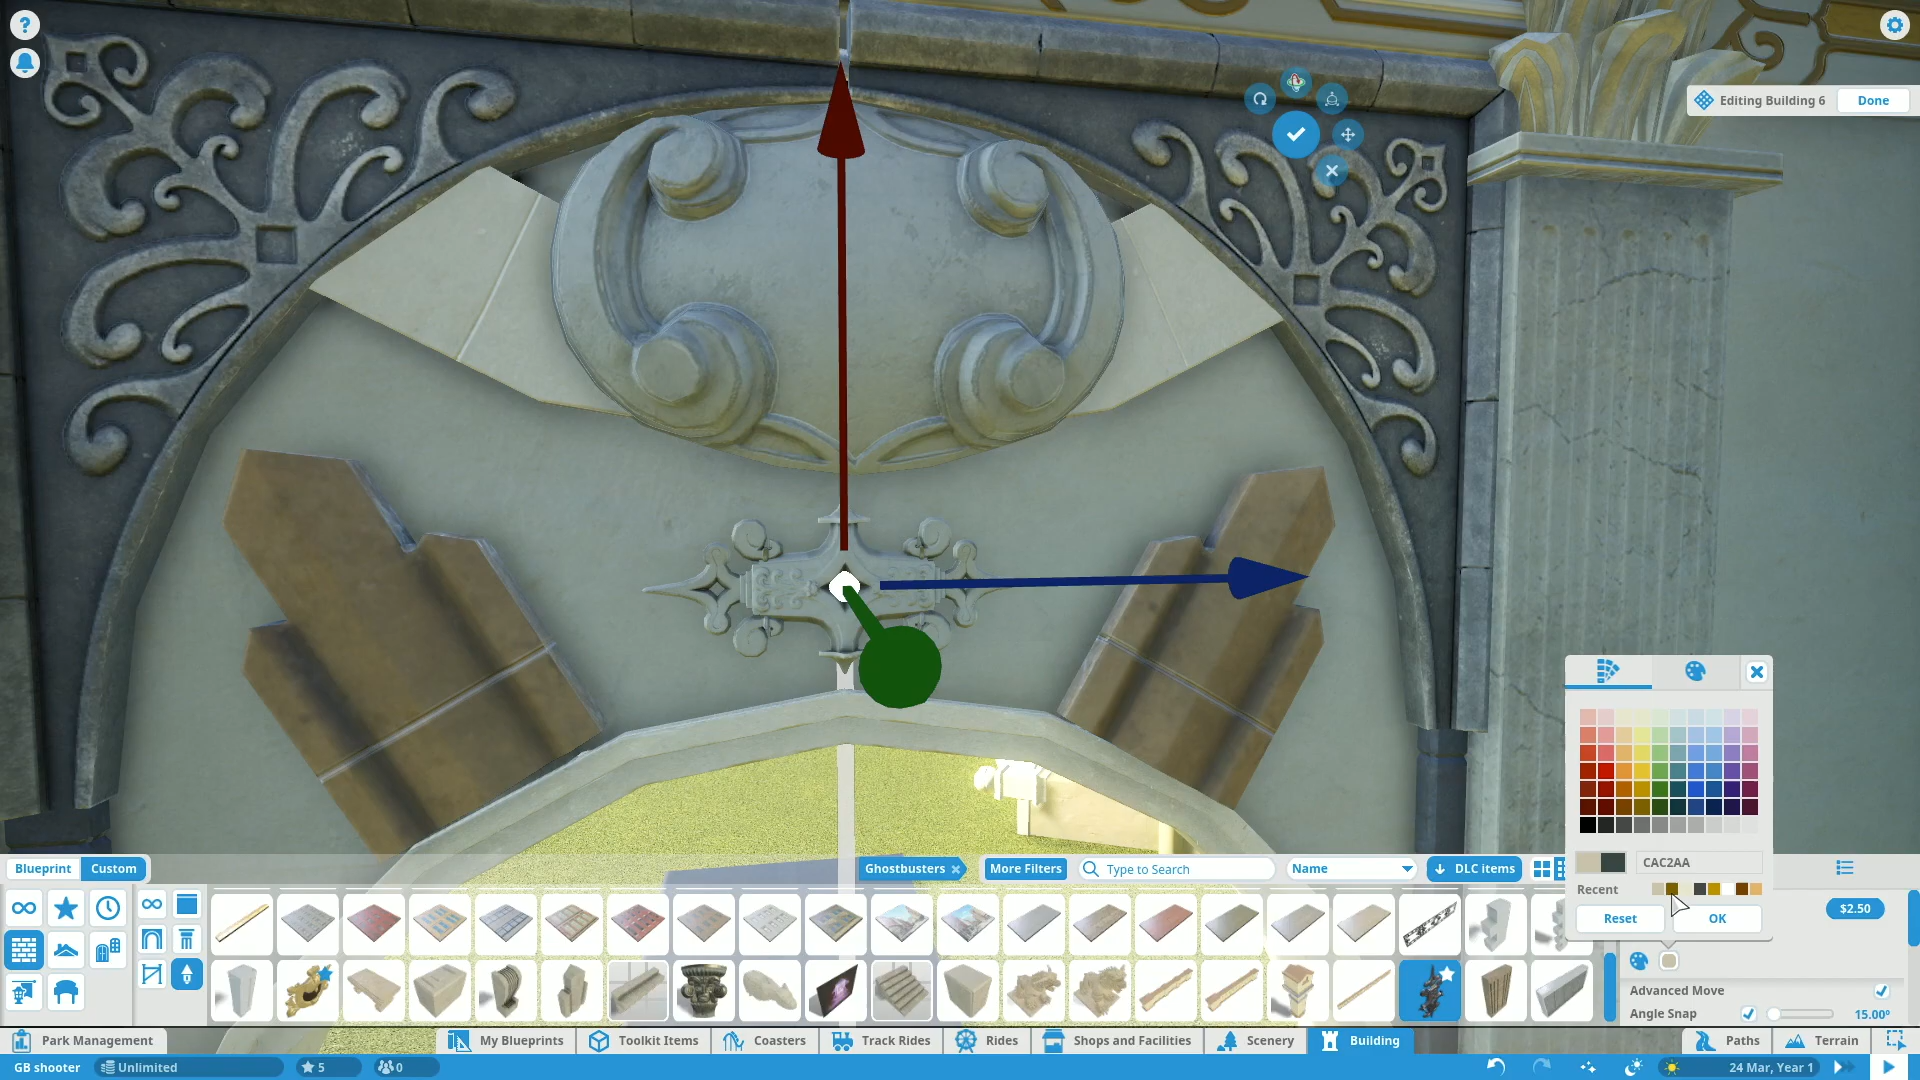 ?
Editing Building 6
Done
CAC2AA
Recent
Reset
OK
$2.50
Advanced Move
Angle Snap
15.00°
Blueprint
Custom
Ghostbusters
More Filters
Type to Search
Name
DLC items
Park Management
My Blueprints
Toolkit Items
Coasters
Track Rides
Rides
Shops and Facilities
Scenery
Building
Paths
Terrain
GB shooter
Unlimited
5
0
24 Mar, Year 1